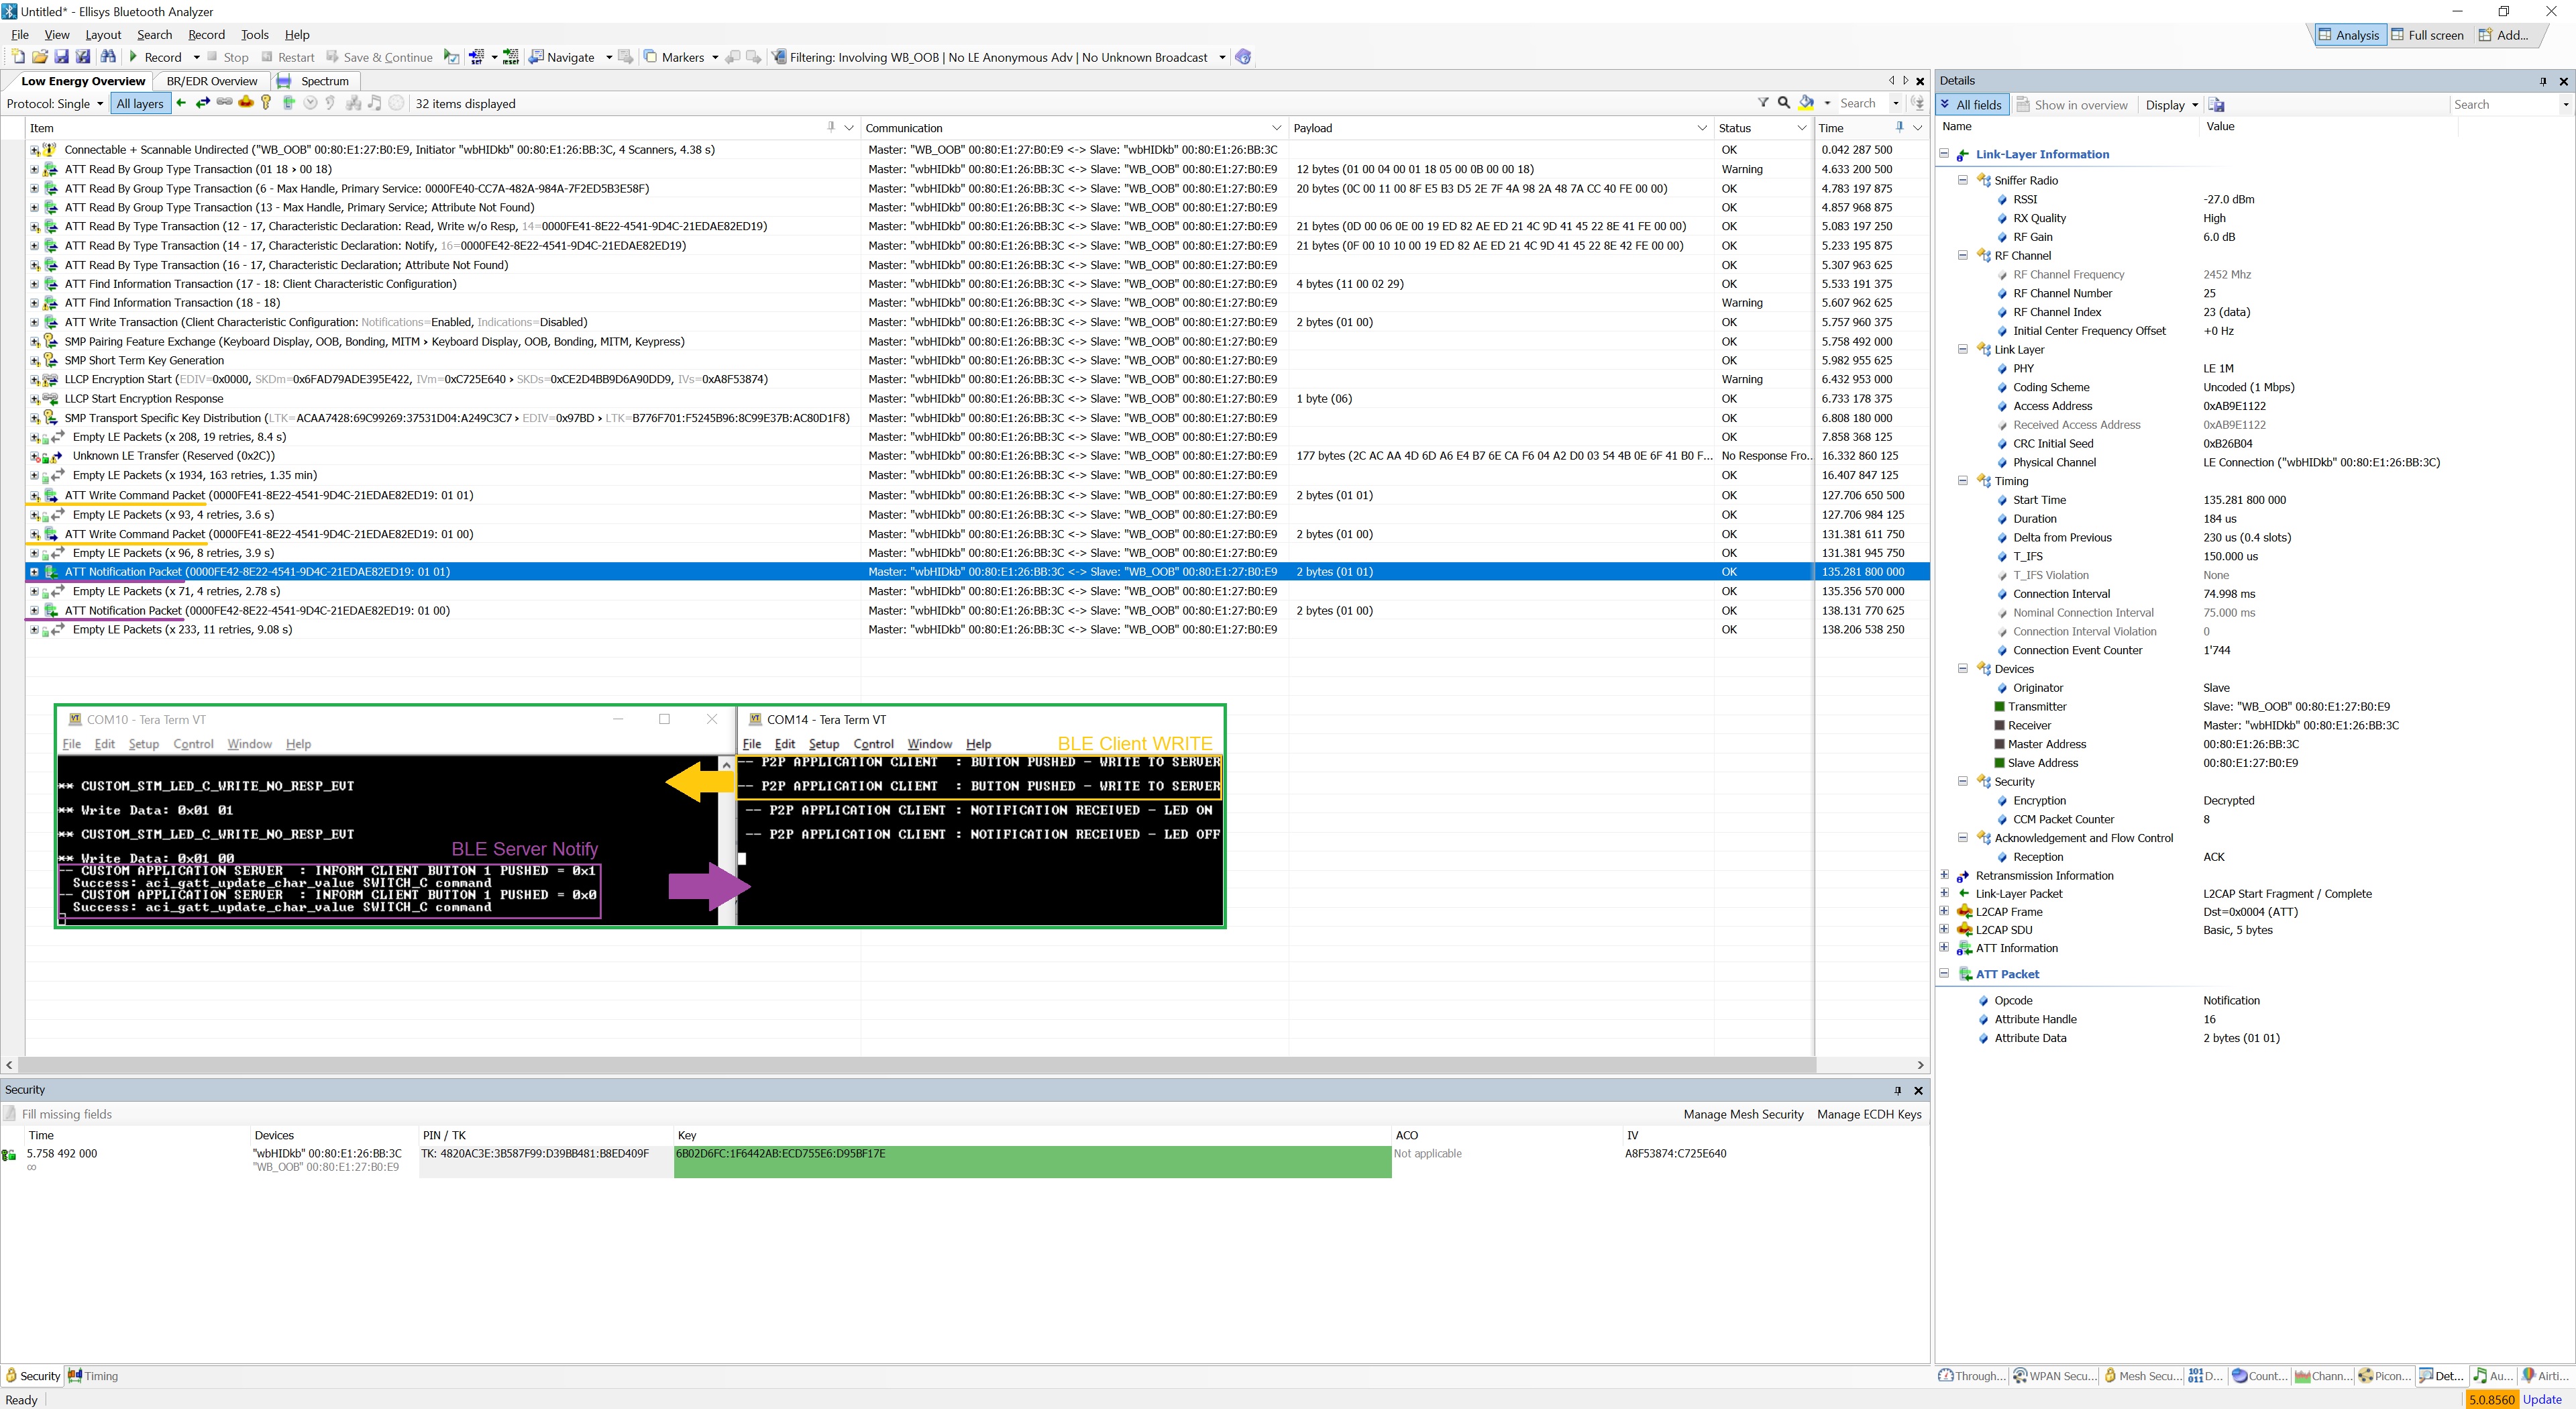 Untitled* - Ellisys Bluetooth Analyzer
File View Layout Search Record Tools Help
Analysis Full screen Add...
Record Stop Restart Save & Continue Navigate Markers Filtering: Involving WB_OOB | No LE Anonymous Adv | No Unknown Broadcast
Low Energy Overview BR/EDR Overview Spectrum
Protocol: Single All layers 32 items displayed Search
Item Communication Payload Status Time
Connectable + Scannable Undirected ("WB_OOB" 00:80:E1:27:B0:E9, Initiator "wbHIDkb" 00:80:E1:26:BB:3C, 4 Scanners, 4.38 s) Master: "WB_OOB" 00:80:E1:27:B0:E9 <-> Slave: "wbHIDkb" 00:80:E1:26:BB:3C OK 0.042 287 500
ATT Read By Group Type Transaction (01 18 › 00 18) Master: "wbHIDkb" 00:80:E1:26:BB:3C <-> Slave: "WB_OOB" 00:80:E1:27:B0:E9 12 bytes (01 00 04 00 01 18 05 00 0B 00 00 18) Warning 4.633 200 500
ATT Read By Group Type Transaction (6 - Max Handle, Primary Service: 0000FE40-CC7A-482A-984A-7F2ED5B3E58F) Master: "wbHIDkb" 00:80:E1:26:BB:3C <-> Slave: "WB_OOB" 00:80:E1:27:B0:E9 20 bytes (0C 00 11 00 8F E5 B3 D5 2E 7F 4A 98 2A 48 7A CC 40 FE 00 00) OK 4.783 197 875
ATT Read By Group Type Transaction (13 - Max Handle, Primary Service; Attribute Not Found) Master: "wbHIDkb" 00:80:E1:26:BB:3C <-> Slave: "WB_OOB" 00:80:E1:27:B0:E9 OK 4.857 968 875
ATT Read By Type Transaction (12 - 17, Characteristic Declaration: Read, Write w/o Resp, 14=0000FE41-8E22-4541-9D4C-21EDAE82ED19) Master: "wbHIDkb" 00:80:E1:26:BB:3C <-> Slave: "WB_OOB" 00:80:E1:27:B0:E9 21 bytes (0D 00 06 0E 00 19 ED 82 AE ED 21 4C 9D 41 45 22 8E 41 FE 00 00) OK 5.083 197 250
ATT Read By Type Transaction (14 - 17, Characteristic Declaration: Notify, 16=0000FE42-8E22-4541-9D4C-21EDAE82ED19) Master: "wbHIDkb" 00:80:E1:26:BB:3C <-> Slave: "WB_OOB" 00:80:E1:27:B0:E9 21 bytes (0F 00 10 10 00 19 ED 82 AE ED 21 4C 9D 41 45 22 8E 42 FE 00 00) OK 5.233 195 875
ATT Read By Type Transaction (16 - 17, Characteristic Declaration; Attribute Not Found) Master: "wbHIDkb" 00:80:E1:26:BB:3C <-> Slave: "WB_OOB" 00:80:E1:27:B0:E9 OK 5.307 963 625
ATT Find Information Transaction (17 - 18: Client Characteristic Configuration) Master: "wbHIDkb" 00:80:E1:26:BB:3C <-> Slave: "WB_OOB" 00:80:E1:27:B0:E9 4 bytes (11 00 02 29) OK 5.533 191 375
ATT Find Information Transaction (18 - 18) Master: "wbHIDkb" 00:80:E1:26:BB:3C <-> Slave: "WB_OOB" 00:80:E1:27:B0:E9 Warning 5.607 962 625
ATT Write Transaction (Client Characteristic Configuration: Notifications=Enabled, Indications=Disabled) Master: "wbHIDkb" 00:80:E1:26:BB:3C <-> Slave: "WB_OOB" 00:80:E1:27:B0:E9 2 bytes (01 00) OK 5.757 960 375
SMP Pairing Feature Exchange (Keyboard Display, OOB, Bonding, MITM › Keyboard Display, OOB, Bonding, MITM, Keypress) Master: "wbHIDkb" 00:80:E1:26:BB:3C <-> Slave: "WB_OOB" 00:80:E1:27:B0:E9 OK 5.758 492 000
SMP Short Term Key Generation Master: "wbHIDkb" 00:80:E1:26:BB:3C <-> Slave: "WB_OOB" 00:80:E1:27:B0:E9 OK 5.982 955 625
LLCP Encryption Start (EDIV=0x0000, SKDm=0x6FAD79ADE395E422, IVm=0xC725E640 › SKDs=0xCE2D4BB9D6A90DD9, IVs=0xA8F53874) Master: "wbHIDkb" 00:80:E1:26:BB:3C <-> Slave: "WB_OOB" 00:80:E1:27:B0:E9 Warning 6.432 953 000
LLCP Start Encryption Response Master: "wbHIDkb" 00:80:E1:26:BB:3C <-> Slave: "WB_OOB" 00:80:E1:27:B0:E9 1 byte (06) OK 6.733 178 375
SMP Transport Specific Key Distribution (LTK=ACAA7428:69C99269:37531D04:A249C3C7 › EDIV=0x97BD › LTK=B776F701:F5245B96:8C99E37B:AC80D1F8) Master: "wbHIDkb" 00:80:E1:26:BB:3C <-> Slave: "WB_OOB" 00:80:E1:27:B0:E9 OK 6.808 180 000
Empty LE Packets (x 208, 19 retries, 8.4 s) Master: "wbHIDkb" 00:80:E1:26:BB:3C <-> Slave: "WB_OOB" 00:80:E1:27:B0:E9 OK 7.858 368 125
Unknown LE Transfer (Reserved (0x2C)) Master: "wbHIDkb" 00:80:E1:26:BB:3C <-> Slave: "WB_OOB" 00:80:E1:27:B0:E9 177 bytes (2C AC AA 4D 6D A6 E4 B7 6E CA F6 04 A2 D0 03 54 4B 0E 6F 41 B0 F... No Response Fro... 16.332 860 125
Empty LE Packets (x 1934, 163 retries, 1.35 min) Master: "wbHIDkb" 00:80:E1:26:BB:3C <-> Slave: "WB_OOB" 00:80:E1:27:B0:E9 OK 16.407 847 125
ATT Write Command Packet (0000FE41-8E22-4541-9D4C-21EDAE82ED19: 01 01) Master: "wbHIDkb" 00:80:E1:26:BB:3C <-> Slave: "WB_OOB" 00:80:E1:27:B0:E9 2 bytes (01 01) OK 127.706 650 500
Empty LE Packets (x 93, 4 retries, 3.6 s) Master: "wbHIDkb" 00:80:E1:26:BB:3C <-> Slave: "WB_OOB" 00:80:E1:27:B0:E9 OK 127.706 984 125
ATT Write Command Packet (0000FE41-8E22-4541-9D4C-21EDAE82ED19: 01 00) Master: "wbHIDkb" 00:80:E1:26:BB:3C <-> Slave: "WB_OOB" 00:80:E1:27:B0:E9 2 bytes (01 00) OK 131.381 611 750
Empty LE Packets (x 96, 8 retries, 3.9 s) Master: "wbHIDkb" 00:80:E1:26:BB:3C <-> Slave: "WB_OOB" 00:80:E1:27:B0:E9 OK 131.381 945 750
ATT Notification Packet (0000FE42-8E22-4541-9D4C-21EDAE82ED19: 01 01) Master: "wbHIDkb" 00:80:E1:26:BB:3C <-> Slave: "WB_OOB" 00:80:E1:27:B0:E9 2 bytes (01 01) OK 135.281 800 000
Empty LE Packets (x 71, 4 retries, 2.78 s) Master: "wbHIDkb" 00:80:E1:26:BB:3C <-> Slave: "WB_OOB" 00:80:E1:27:B0:E9 OK 135.356 570 000
ATT Notification Packet (0000FE42-8E22-4541-9D4C-21EDAE82ED19: 01 00) Master: "wbHIDkb" 00:80:E1:26:BB:3C <-> Slave: "WB_OOB" 00:80:E1:27:B0:E9 2 bytes (01 00) OK 138.131 770 625
Empty LE Packets (x 233, 11 retries, 9.08 s) Master: "wbHIDkb" 00:80:E1:26:BB:3C <-> Slave: "WB_OOB" 00:80:E1:27:B0:E9 OK 138.206 538 250
COM10 - Tera Term VT
File Edit Setup Control Window Help
** CUSTOM_STM_LED_C_WRITE_NO_RESP_EVT
** Write Data: 0x01 01
** CUSTOM_STM_LED_C_WRITE_NO_RESP_EVT
BLE Server Notify
** Write Data: 0x01 00
-- CUSTOM APPLICATION SERVER : INFORM CLIENT BUTTON 1 PUSHED = 0x1
Success: aci_gatt_update_char_value SWITCH_C command
-- CUSTOM APPLICATION SERVER : INFORM CLIENT BUTTON 1 PUSHED = 0x0
Success: aci_gatt_update_char_value SWITCH_C command
COM14 - Tera Term VT
File Edit Setup Control Window Help BLE Client WRITE
-- P2P APPLICATION CLIENT : BUTTON PUSHED - WRITE TO SERVER
-- P2P APPLICATION CLIENT : BUTTON PUSHED - WRITE TO SERVER
-- P2P APPLICATION CLIENT : NOTIFICATION RECEIVED - LED ON
-- P2P APPLICATION CLIENT : NOTIFICATION RECEIVED - LED OFF
Security
Fill missing fields Manage Mesh Security Manage ECDH Keys
Time Devices PIN / TK Key ACO IV
5.758 492 000 "wbHIDkb" 00:80:E1:26:BB:3C TK: 4820AC3E:3B587F99:D39BB481:B8ED409F 6B02D6FC:1F6442AB:ECD755E6:D95BF17E Not applicable A8F53874:C725E640
∞ "WB_OOB" 00:80:E1:27:B0:E9
Security Timing
Ready
Details
All fields Show in overview Display Search
Name Value
Link-Layer Information
Sniffer Radio
RSSI -27.0 dBm
RX Quality High
RF Gain 6.0 dB
RF Channel
RF Channel Frequency 2452 Mhz
RF Channel Number 25
RF Channel Index 23 (data)
Initial Center Frequency Offset +0 Hz
Link Layer
PHY LE 1M
Coding Scheme Uncoded (1 Mbps)
Access Address 0xAB9E1122
Received Access Address 0xAB9E1122
CRC Initial Seed 0xB26B04
Physical Channel LE Connection ("wbHIDkb" 00:80:E1:26:BB:3C)
Timing
Start Time 135.281 800 000
Duration 184 us
Delta from Previous 230 us (0.4 slots)
T_IFS 150.000 us
T_IFS Violation None
Connection Interval 74.998 ms
Nominal Connection Interval 75.000 ms
Connection Interval Violation 0
Connection Event Counter 1'744
Devices
Originator Slave
Transmitter Slave: "WB_OOB" 00:80:E1:27:B0:E9
Receiver Master: "wbHIDkb" 00:80:E1:26:BB:3C
Master Address 00:80:E1:26:BB:3C
Slave Address 00:80:E1:27:B0:E9
Security
Encryption Decrypted
CCM Packet Counter 8
Acknowledgement and Flow Control
Reception ACK
Retransmission Information
Link-Layer Packet L2CAP Start Fragment / Complete
L2CAP Frame Dst=0x0004 (ATT)
L2CAP SDU Basic, 5 bytes
ATT Information
ATT Packet
Opcode Notification
Attribute Handle 16
Attribute Data 2 bytes (01 01)
Through... WPAN Secu... Mesh Secu... D... Count... Chann... Picon... Det... Au... Airti...
5.0.8560 Update